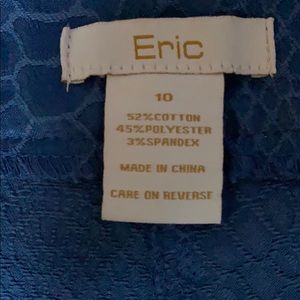 Eric
10
52%COTTON
45%POLYESTER
3%SPANDEX
MADE IN CHINA
CARE ON REVERSE